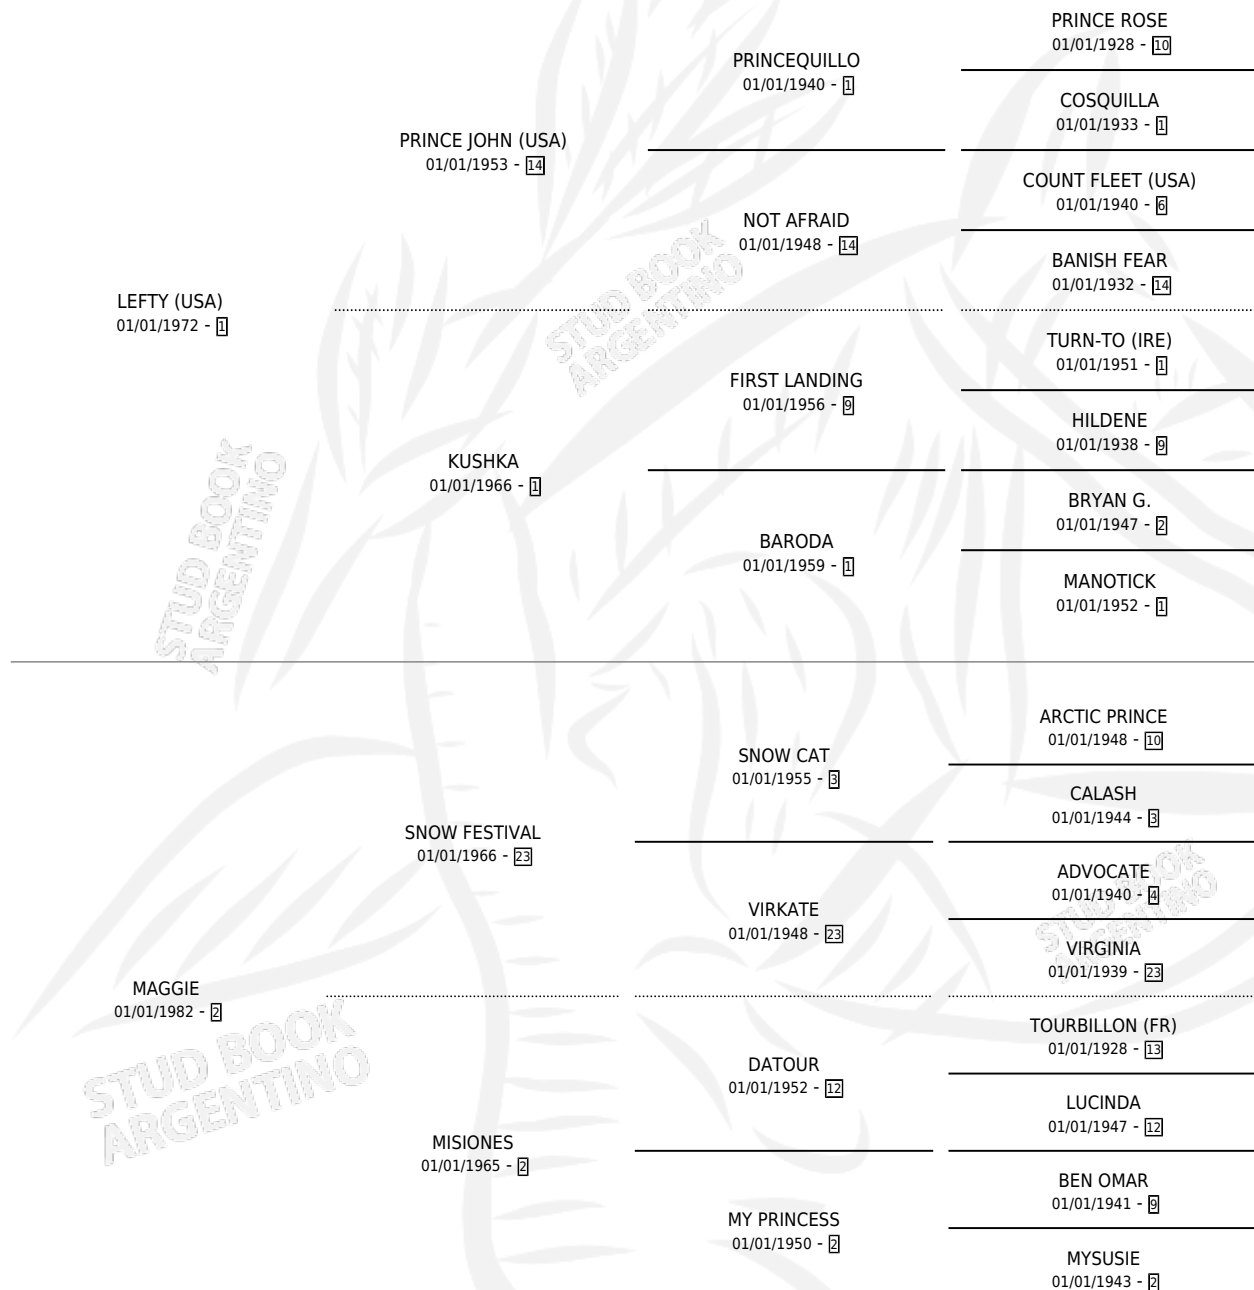 PRINCE ROSE
01/01/1928 - 10
PRINCEQUILLO
01/01/1940 - 1
COSQUILLA
01/01/1933 - 1
PRINCE JOHN (USA)
01/01/1953 - 14
COUNT FLEET (USA)
01/01/1940 - 6
NOT AFRAID
01/01/1948 - 14
BANISH FEAR
01/01/1932 - 14
LEFTY (USA)
01/01/1972 - 1
TURN-TO (IRE)
01/01/1951 - 1
FIRST LANDING
01/01/1956 - 9
HILDENE
01/01/1938 - 9
KUSHKA
01/01/1966 - 1
BRYAN G.
01/01/1947 - 2
BARODA
01/01/1959 - 1
MANOTICK
01/01/1952 - 1
ARCTIC PRINCE
01/01/1948 - 10
SNOW CAT
01/01/1955 - 3
CALASH
01/01/1944 - 3
SNOW FESTIVAL
01/01/1966 - 23
ADVOCATE
01/01/1940 - 4
VIRKATE
01/01/1948 - 23
VIRGINIA
01/01/1939 - 23
MAGGIE
01/01/1982 - 2
TOURBILLON (FR)
01/01/1928 - 13
DATOUR
01/01/1952 - 12
LUCINDA
01/01/1947 - 12
MISIONES
01/01/1965 - 2
BEN OMAR
01/01/1941 - 9
MY PRINCESS
01/01/1950 - 2
MYSUSIE
01/01/1943 - 2
STUD BOOK
ARGENTINO
STUD BOOK
ARGENTINO
STUD BOOK
ARGENTINO
STUD BOOK
ARGENTINO